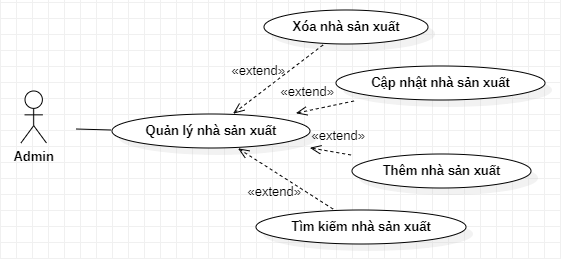 Xóa nhà sản xuất
«extend»
Cập nhật nhà sản xuất
«extend»
Quản lý nhà sản xuất
«extend»
Admin
Thêm nhà sản xuất
«extend»
Tìm kiếm nhà sản xuất